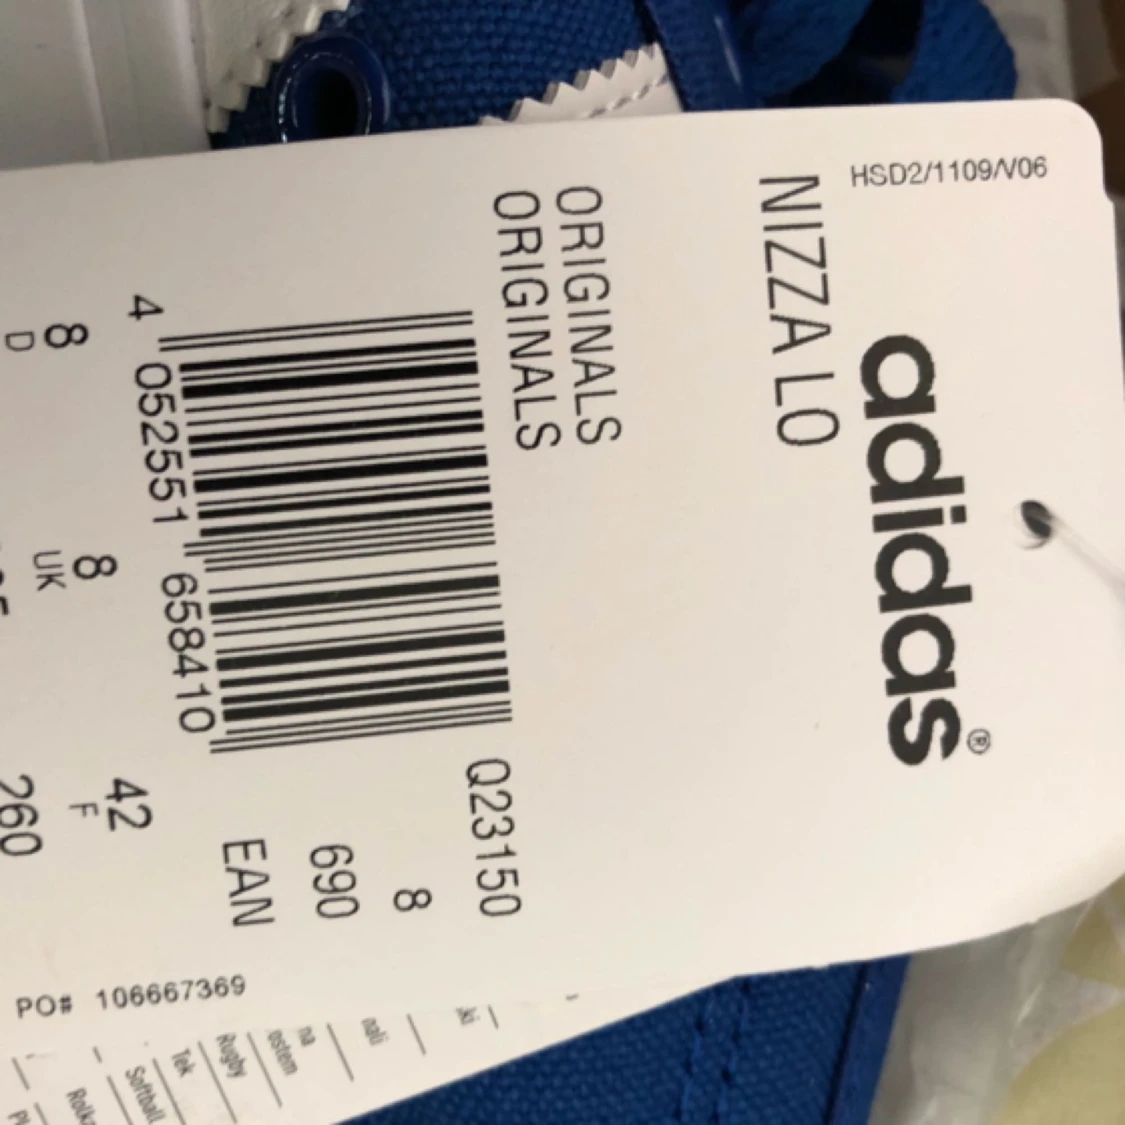 HSD2/1109/V06
adidas®
NIZZA LO
ORIGINALS
ORIGINALS
Q23150
8
690
EAN
4 052551 658410
8 8 42
D UK F
260
PO# 106667369
Rugby
Tek
Softball